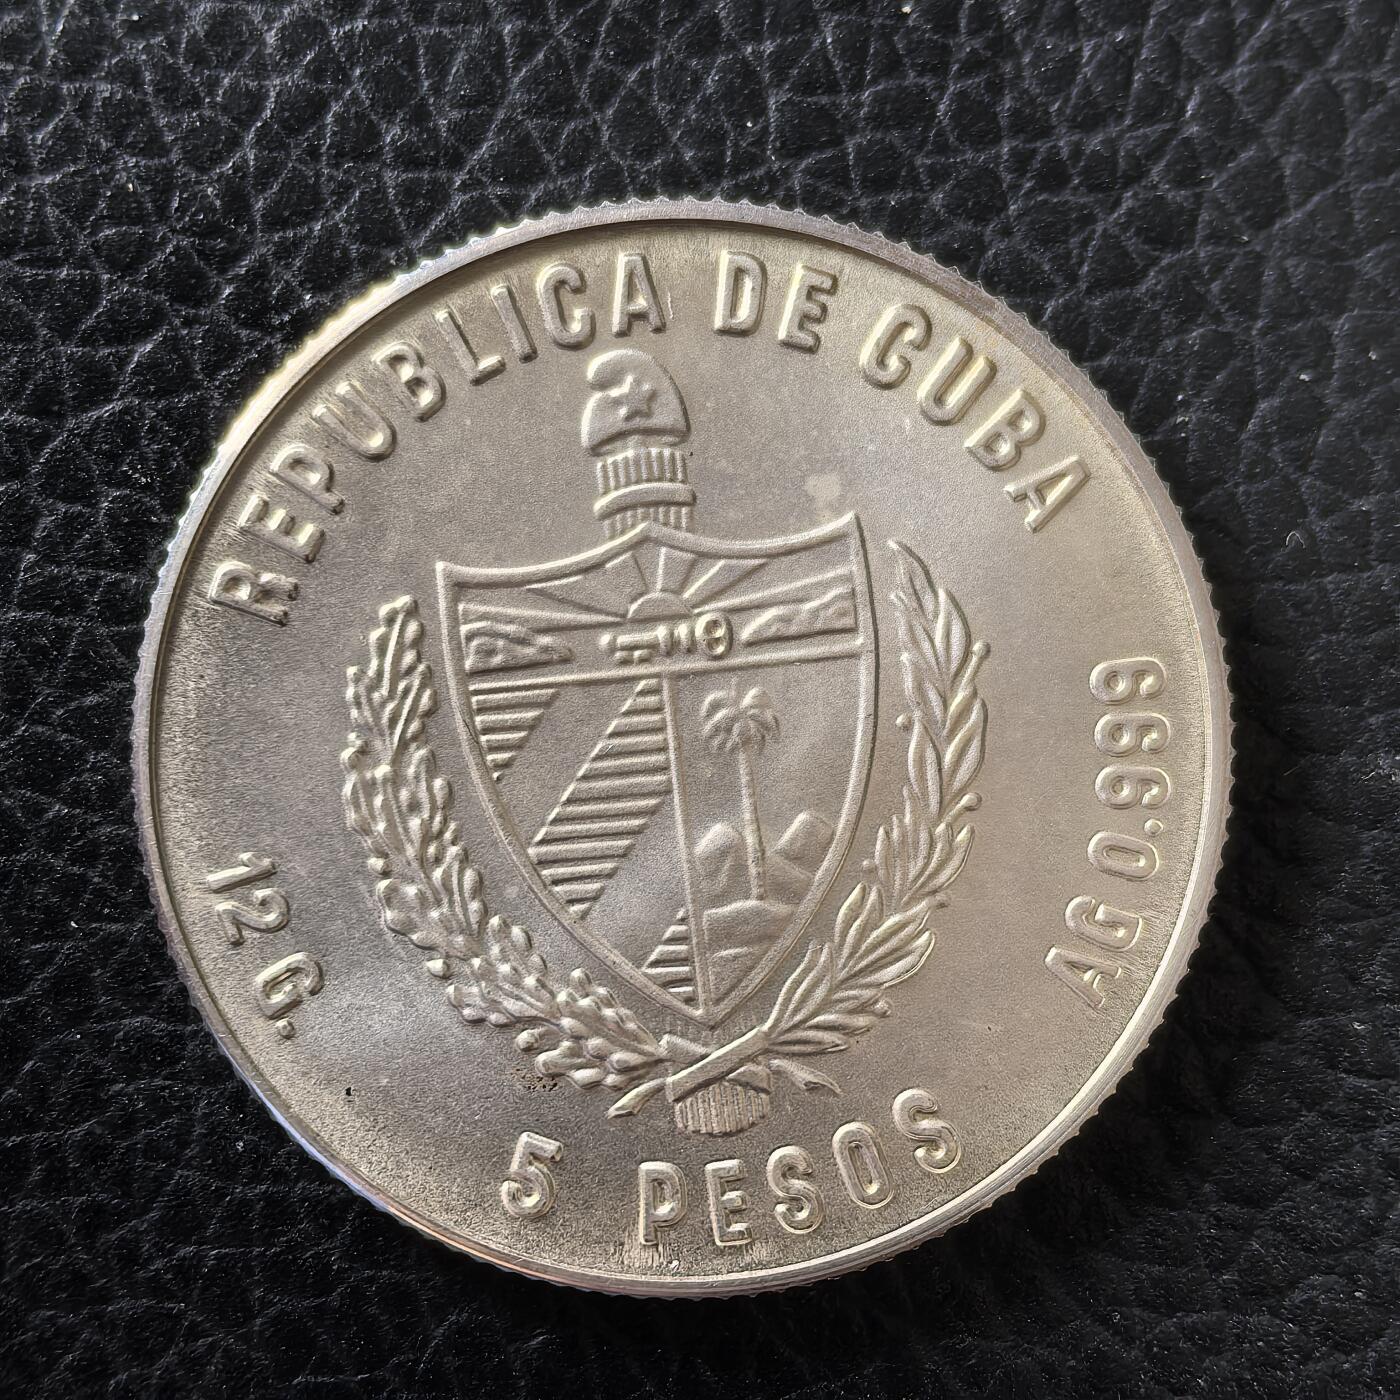 REPUBLICA DE CUBA
12 G.
AG 0.999
5 PESOS